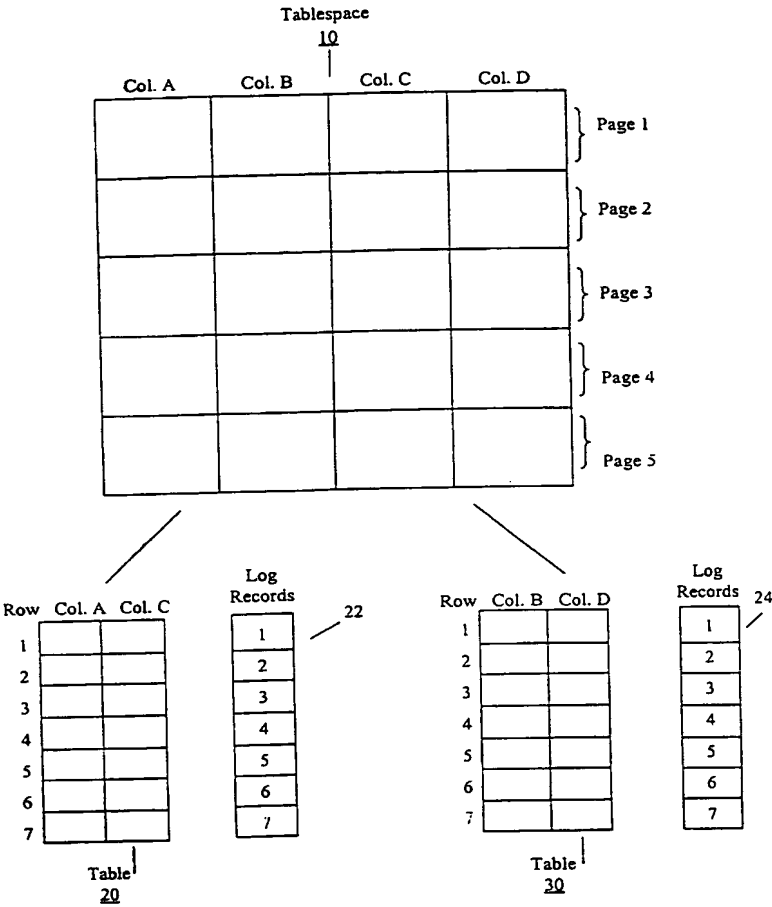 Tablespace
10
Col. A Col. B Col. C Col. D
Page 1
Page 2
Page 3
Page 4
Page 5
Row Col. A Col. C
1
2
3
4
5
6
7
Table
20
Log
Records
22
1
2
3
4
5
6
7
Row Col. B Col. D
1
2
3
4
5
6
7
Table
30
Log
Records
24
1
2
3
4
5
6
7